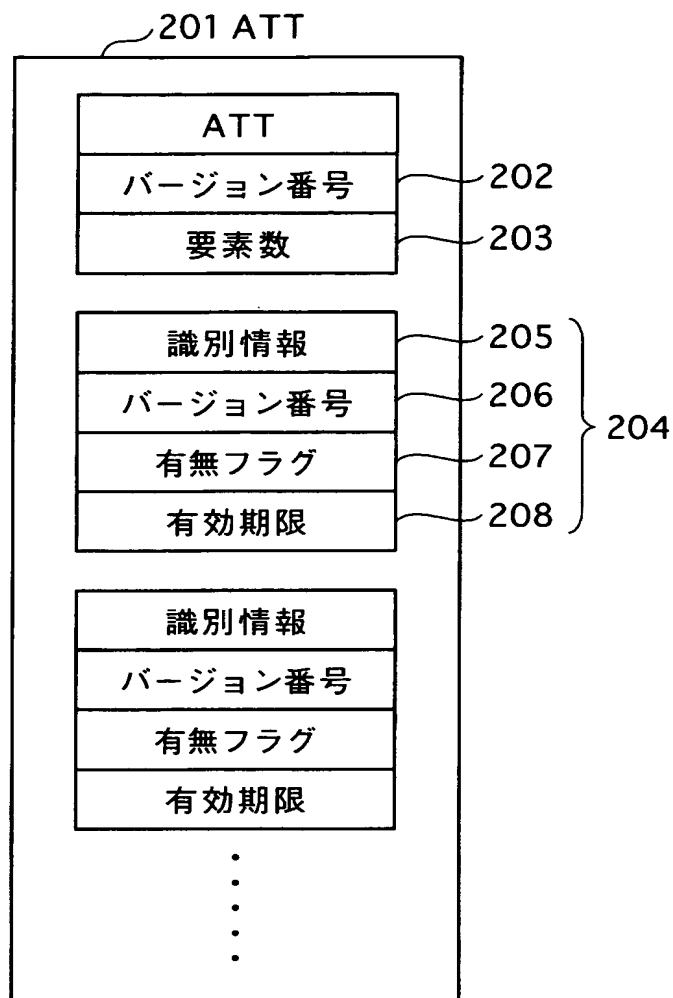 201 ATT
ATT
バージョン番号 202
要素数 203
識別情報 205
バージョン番号 206
204
有無フラグ 207
有効期限 208
識別情報
バージョン番号
有無フラグ
有効期限